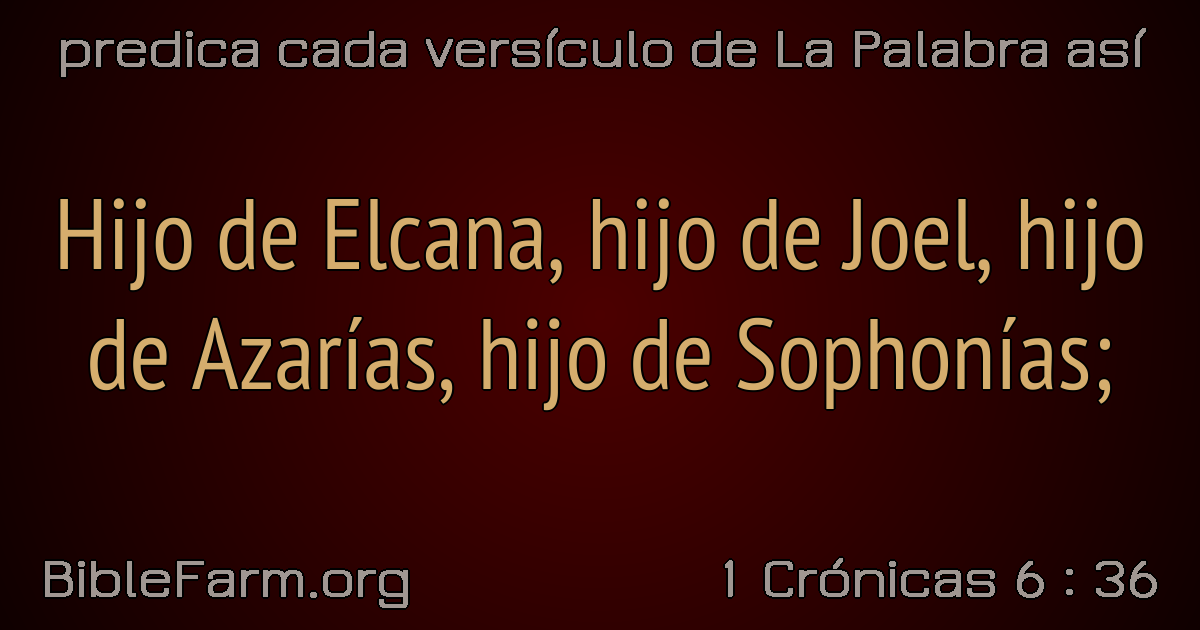 predica cada versículo de La Palabra así
Hijo de Elcana, hijo de Joel, hijo
de Azarías, hijo de Sophonías;
BibleFarm.org
1 Crónicas 6 : 36